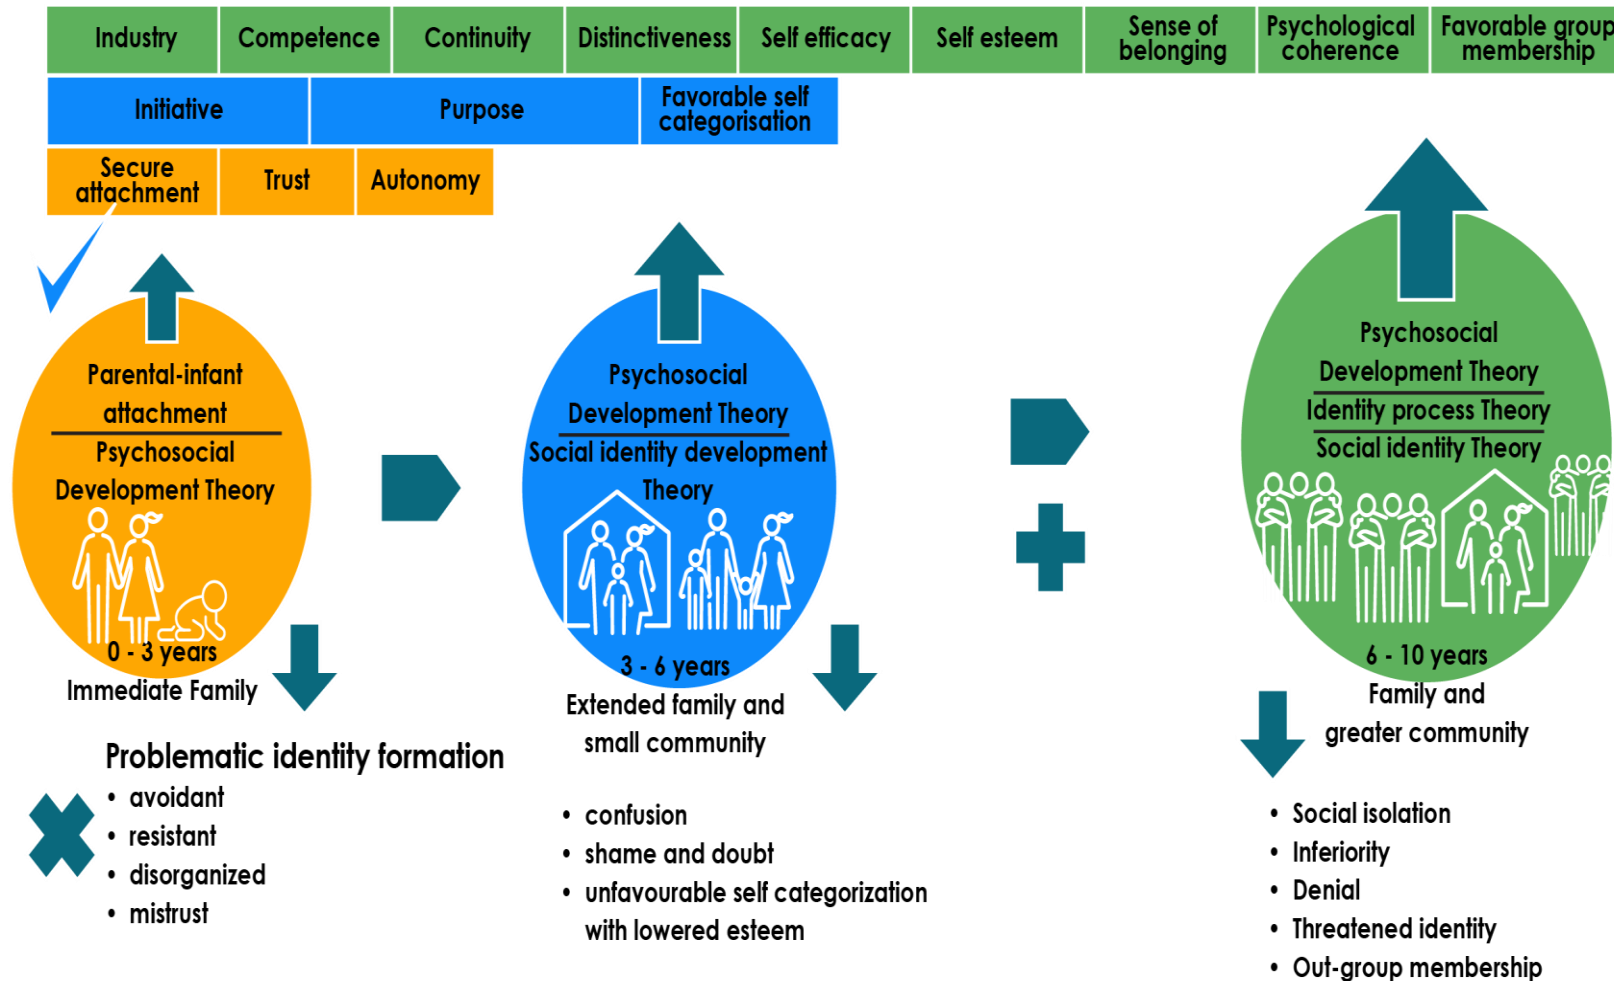 Industry
Competence
Continuity
Distinctiveness
Self efficacy
Self esteem
Sense of
belonging
Psychological
coherence
Favorable group
membership
Initiative
Purpose
Favorable self
categorisation
Secure
attachment
Trust
Autonomy
Parental-infant
attachment
Psychosocial
Development Theory
0 - 3 years
Immediate Family
Psychosocial
Development Theory
Social identity development
Theory
3 - 6 years
Extended family and
small community
Psychosocial
Development Theory
Identity process Theory
Social identity Theory
6 - 10 years
Family and
greater community
Problematic identity formation
• avoidant
• resistant
• disorganized
• mistrust
• confusion
• shame and doubt
• unfavourable self categorization
with lowered esteem
• Social isolation
• Inferiority
• Denial
• Threatened identity
• Out-group membership